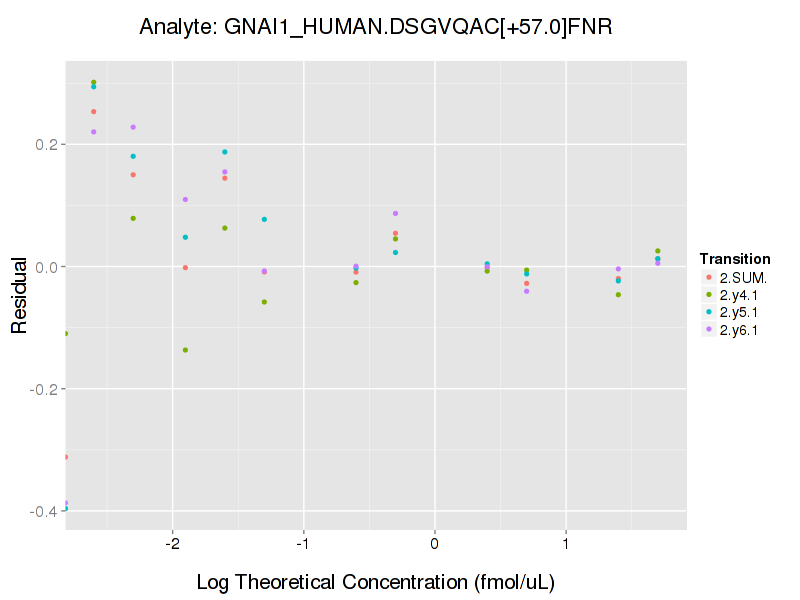 Analyte: GNAI1_HUMAN.DSGVQAC[+57.0]FNR
Residual
0.2
0.0
-0.2
-0.4
-2
-1
0
1
Log Theoretical Concentration (fmol/uL)
Transition
2.SUM.
2.y4.1
2.y5.1
2.y6.1